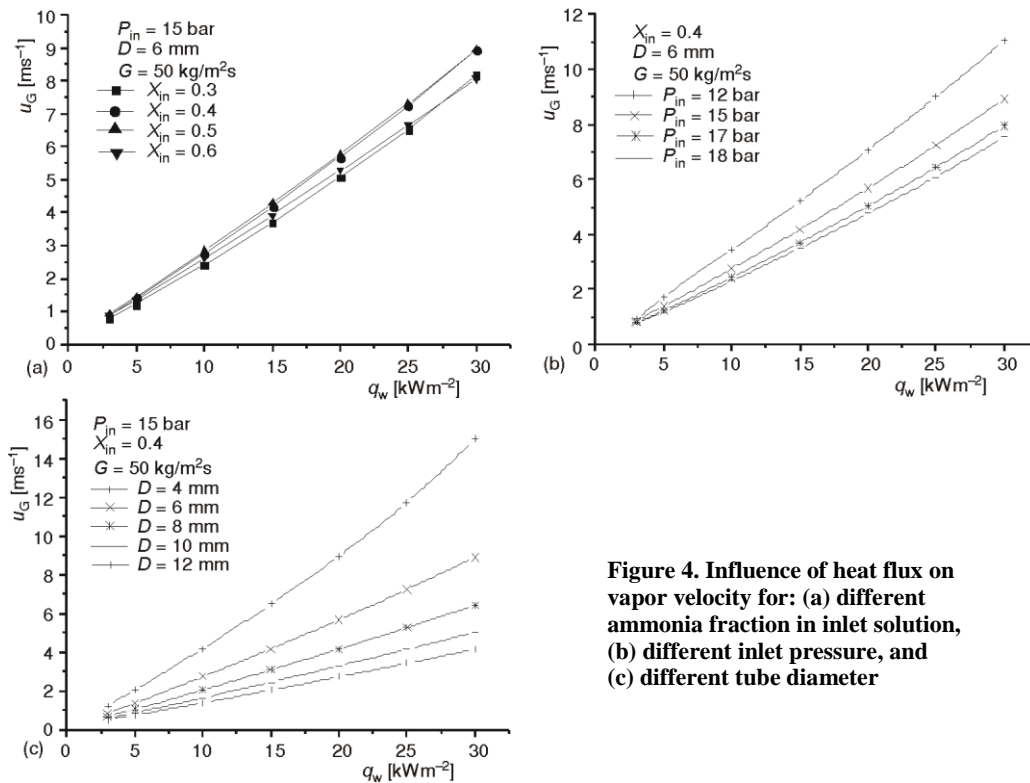 10
9
8
7
6
5
4
3
2
1
0
u_G [ms⁻¹]
P_in = 15 bar
D = 6 mm
G = 50 kg/m²s
X_in = 0.3
X_in = 0.4
X_in = 0.5
X_in = 0.6
0 5 10 15 20 25 30
(a)
q_w [kWm⁻²]
12
10
8
6
4
2
0
u_G [ms⁻¹]
X_in = 0.4
D = 6 mm
G = 50 kg/m²s
P_in = 12 bar
P_in = 15 bar
P_in = 17 bar
P_in = 18 bar
0 5 10 15 20 25 30
(b)
q_w [kWm⁻²]
16
14
12
10
8
6
4
2
0
u_G [ms⁻¹]
P_in = 15 bar
X_in = 0.4
G = 50 kg/m²s
D = 4 mm
D = 6 mm
D = 8 mm
D = 10 mm
D = 12 mm
0 5 10 15 20 25 30
(c)
q_w [kWm⁻²]
Figure 4. Influence of heat flux on
vapor velocity for: (a) different
ammonia fraction in inlet solution,
(b) different inlet pressure, and
(c) different tube diameter